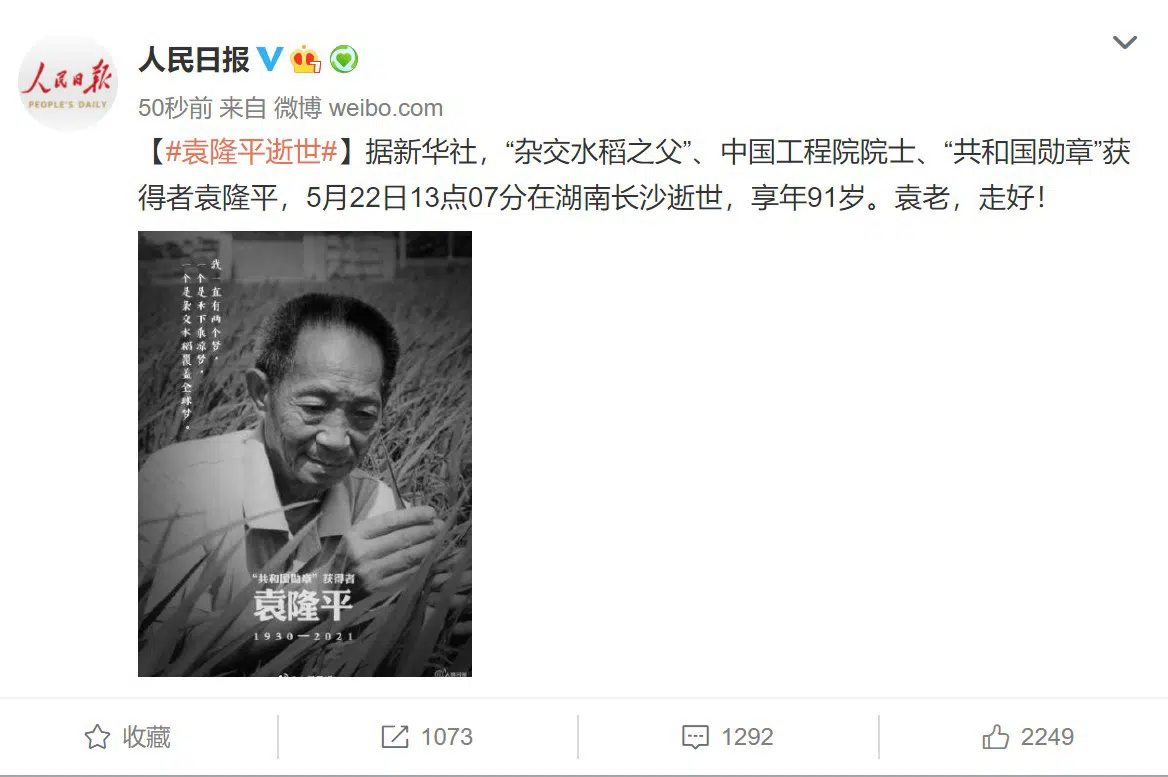 人民日报
人民日报
PEOPLE'S DAILY
50秒前 来自 微博 weibo.com
【#袁隆平逝世#】据新华社，“杂交水稻之父”、中国工程院院士、“共和国勋章”获
得者袁隆平，5月22日13点07分在湖南长沙逝世，享年91岁。袁老，走好！
我一直有两个梦，
一个是禾下乘凉梦，
一个是杂交水稻覆盖全球梦。
“共和国勋章”获得者
袁隆平
1930—2021
收藏
1073
1292
2249